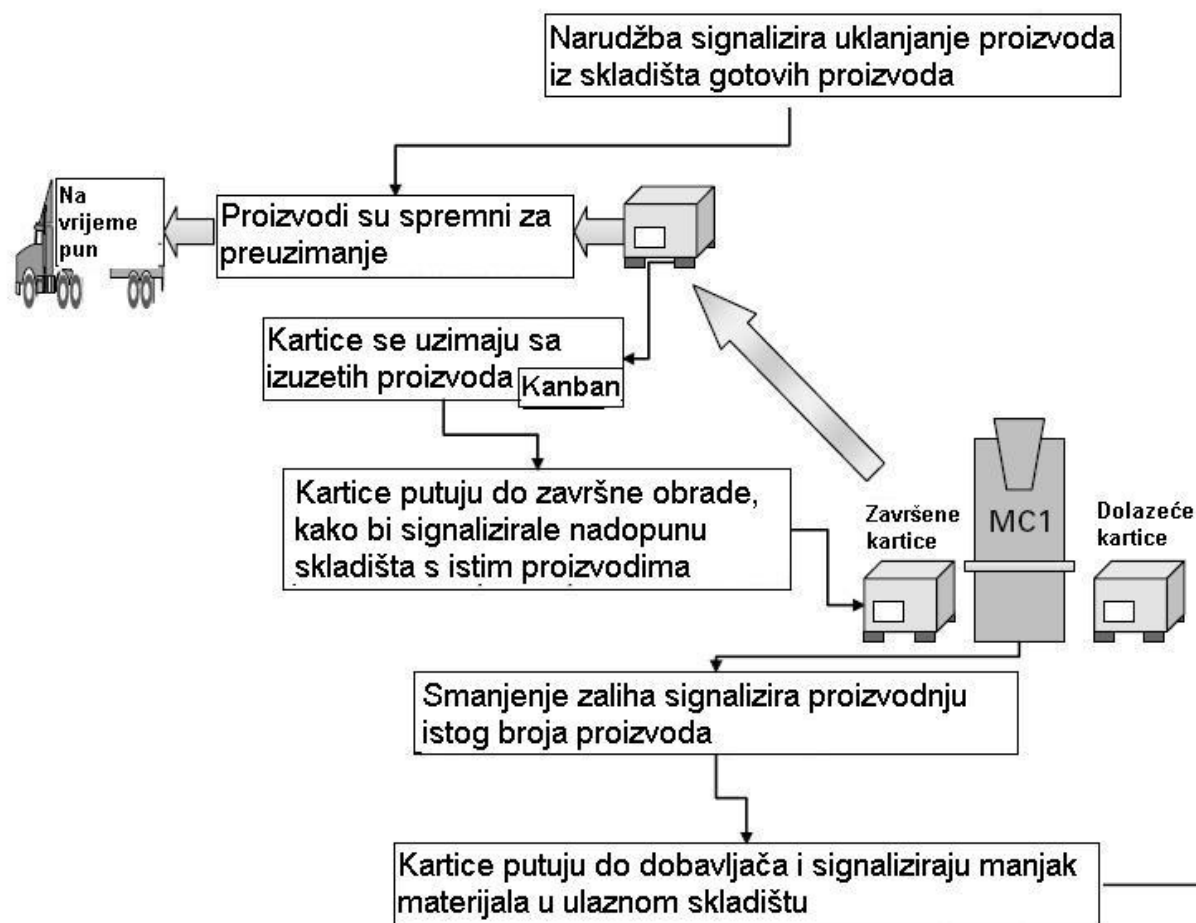 Narudžba signalizira uklanjanje proizvoda
iz skladišta gotovih proizvoda
Na
vrijeme
pun
Proizvodi su spremni za
preuzimanje
Kartice se uzimaju sa
izuzetih proizvoda
Kanban
Kartice putuju do završne obrade,
kako bi signalizirale nadopunu
skladišta s istim proizvodima
Završene
kartice
MC1
Dolazeće
kartice
Smanjenje zaliha signalizira proizvodnju
istog broja proizvoda
Kartice putuju do dobavljača i signaliziraju manjak
materijala u ulaznom skladištu